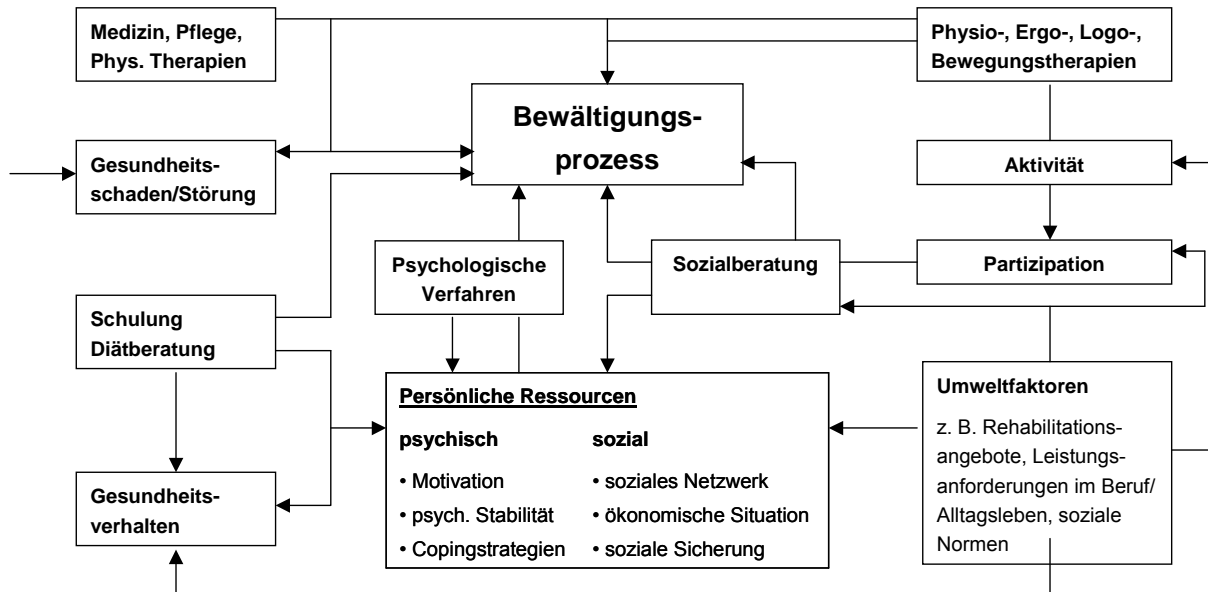 Medizin, Pflege,
Phys. Therapien
Physio-, Ergo-, Logo-,
Bewegungstherapien
Bewältigungs-
prozess
Gesundheits-
schaden/Störung
Aktivität
Psychologische
Verfahren
Sozialberatung
Partizipation
Schulung
Diätberatung
Persönliche Ressourcen
psychisch sozial
• Motivation • soziales Netzwerk
• psych. Stabilität • ökonomische Situation
• Copingstrategien • soziale Sicherung
Umweltfaktoren
z. B. Rehabilitations-
angebote, Leistungs-
anforderungen im Beruf/
Alltagsleben, soziale
Normen
Gesundheits-
verhalten